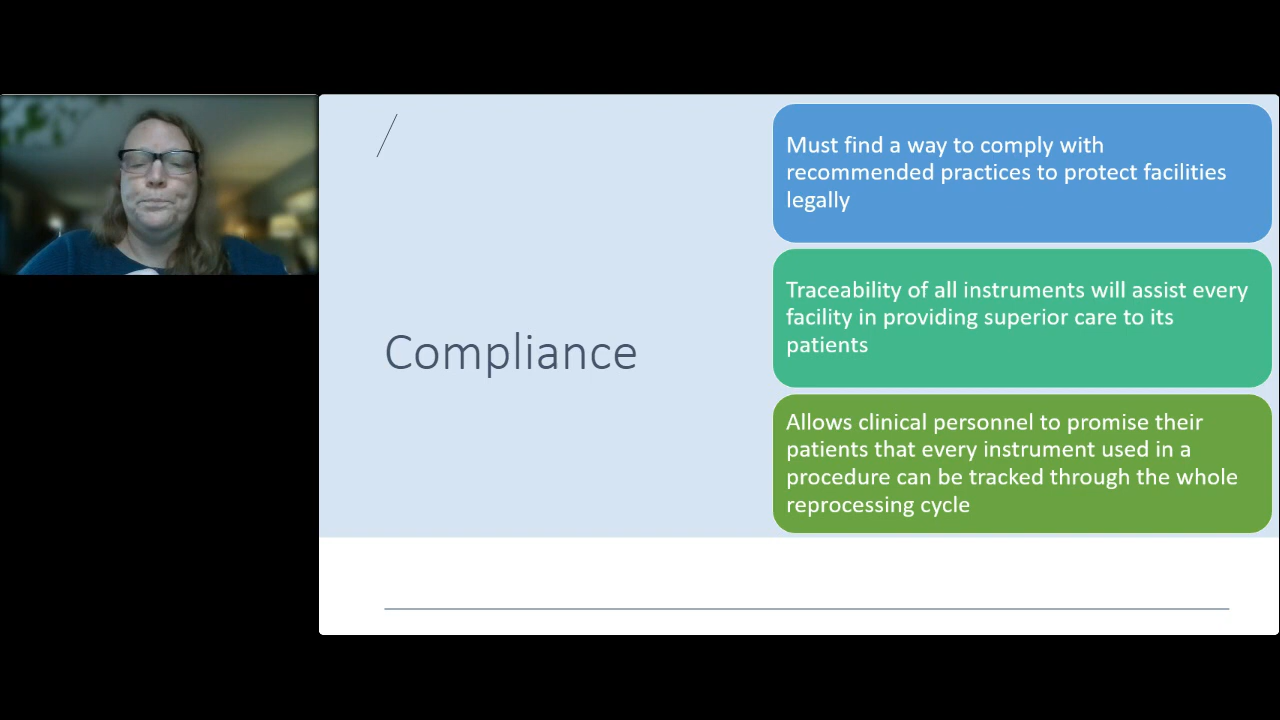 Compliance
Must find a way to comply with
recommended practices to protect facilities
legally
Traceability of all instruments will assist every
facility in providing superior care to its
patients
Allows clinical personnel to promise their
patients that every instrument used in a
procedure can be tracked through the whole
reprocessing cycle